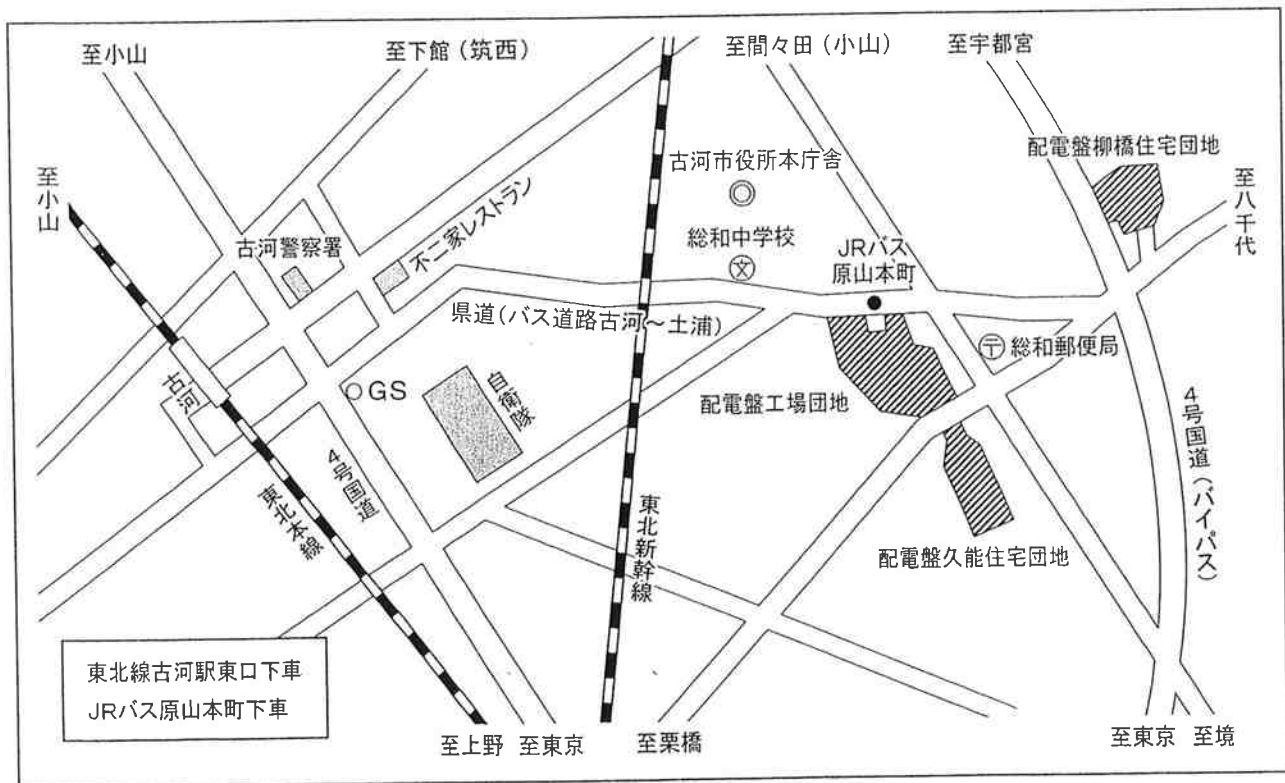 至小山
至下館(筑西)
至間々田(小山)
至宇都宮
配電盤柳橋住宅団地
至小山
古河市役所本庁舎
至八千代
古河警察署
不二家レストラン
総和中学校
文
JRバス
原山本町
県道(バス道路古河～土浦)
〒
総和郵便局
古河
GS
自衛隊
配電盤工場団地
4号国道
4号国道(バイパス)
東北本線
東北新幹線
配電盤久能住宅団地
東北線古河駅東口下車
JRバス原山本町下車
至上野
至東京
至栗橋
至東京
至境